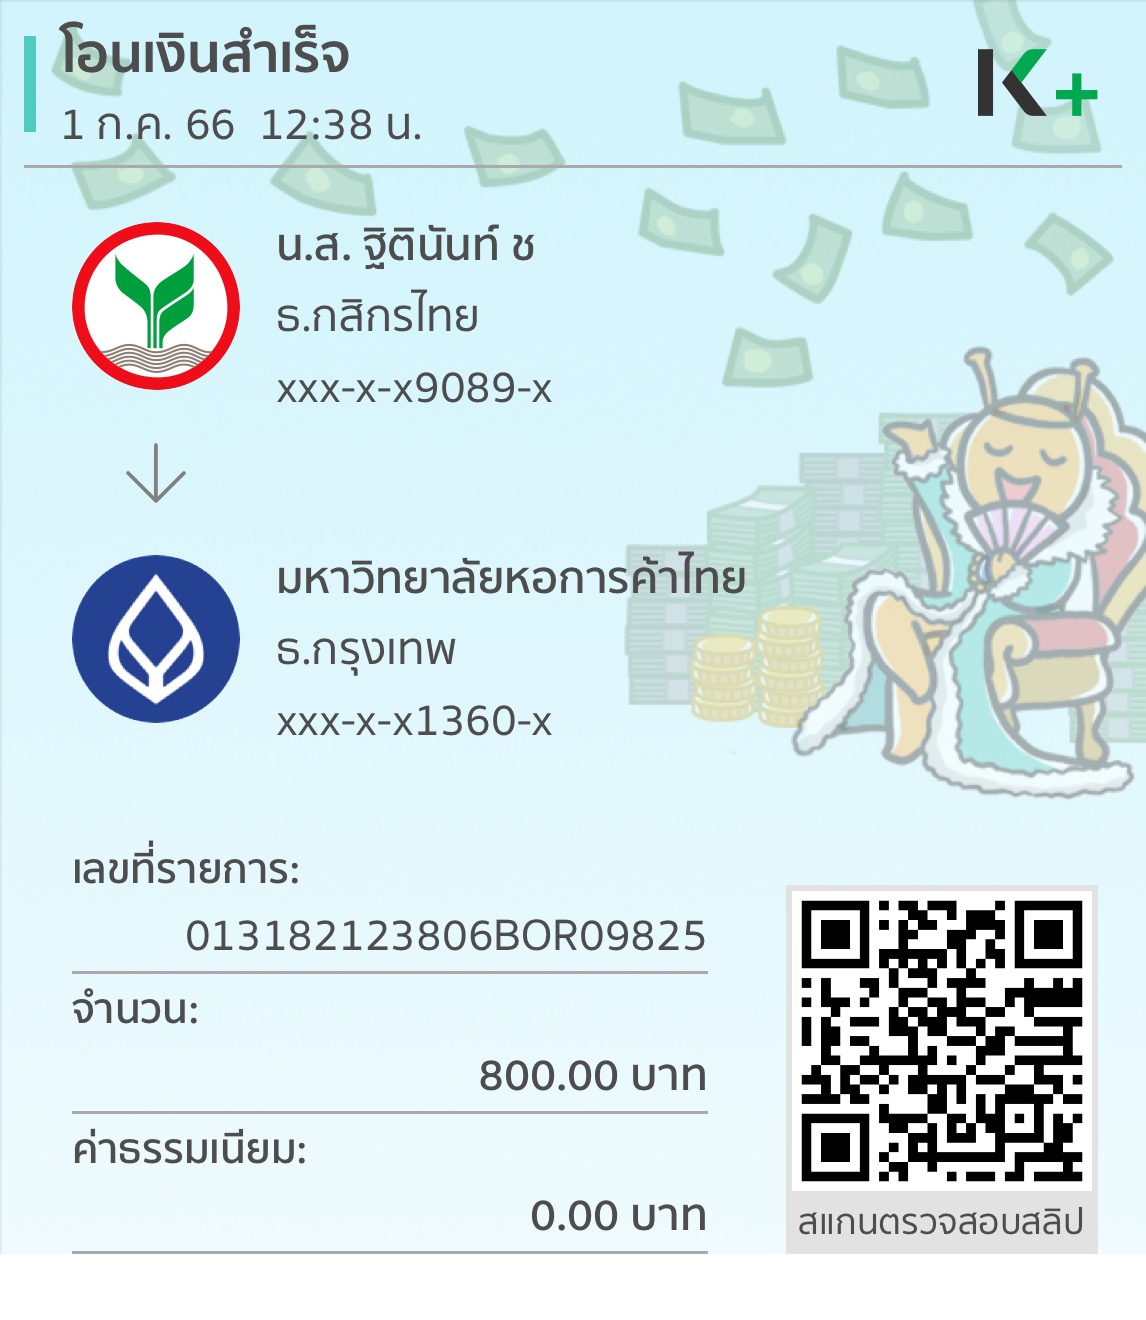 โอนเงินสำเร็จ
1 ก.ค. 66  12:38 น.
K+
น.ส. ฐิตินันท์ ช
ธ.กสิกรไทย
xxx-x-x9089-x
มหาวิทยาลัยหอการค้าไทย
ธ.กรุงเทพ
xxx-x-x1360-x
เลขที่รายการ:
013182123806BOR09825
จำนวน:
800.00 บาท
ค่าธรรมเนียม:
0.00 บาท
สแกนตรวจสอบสลิป